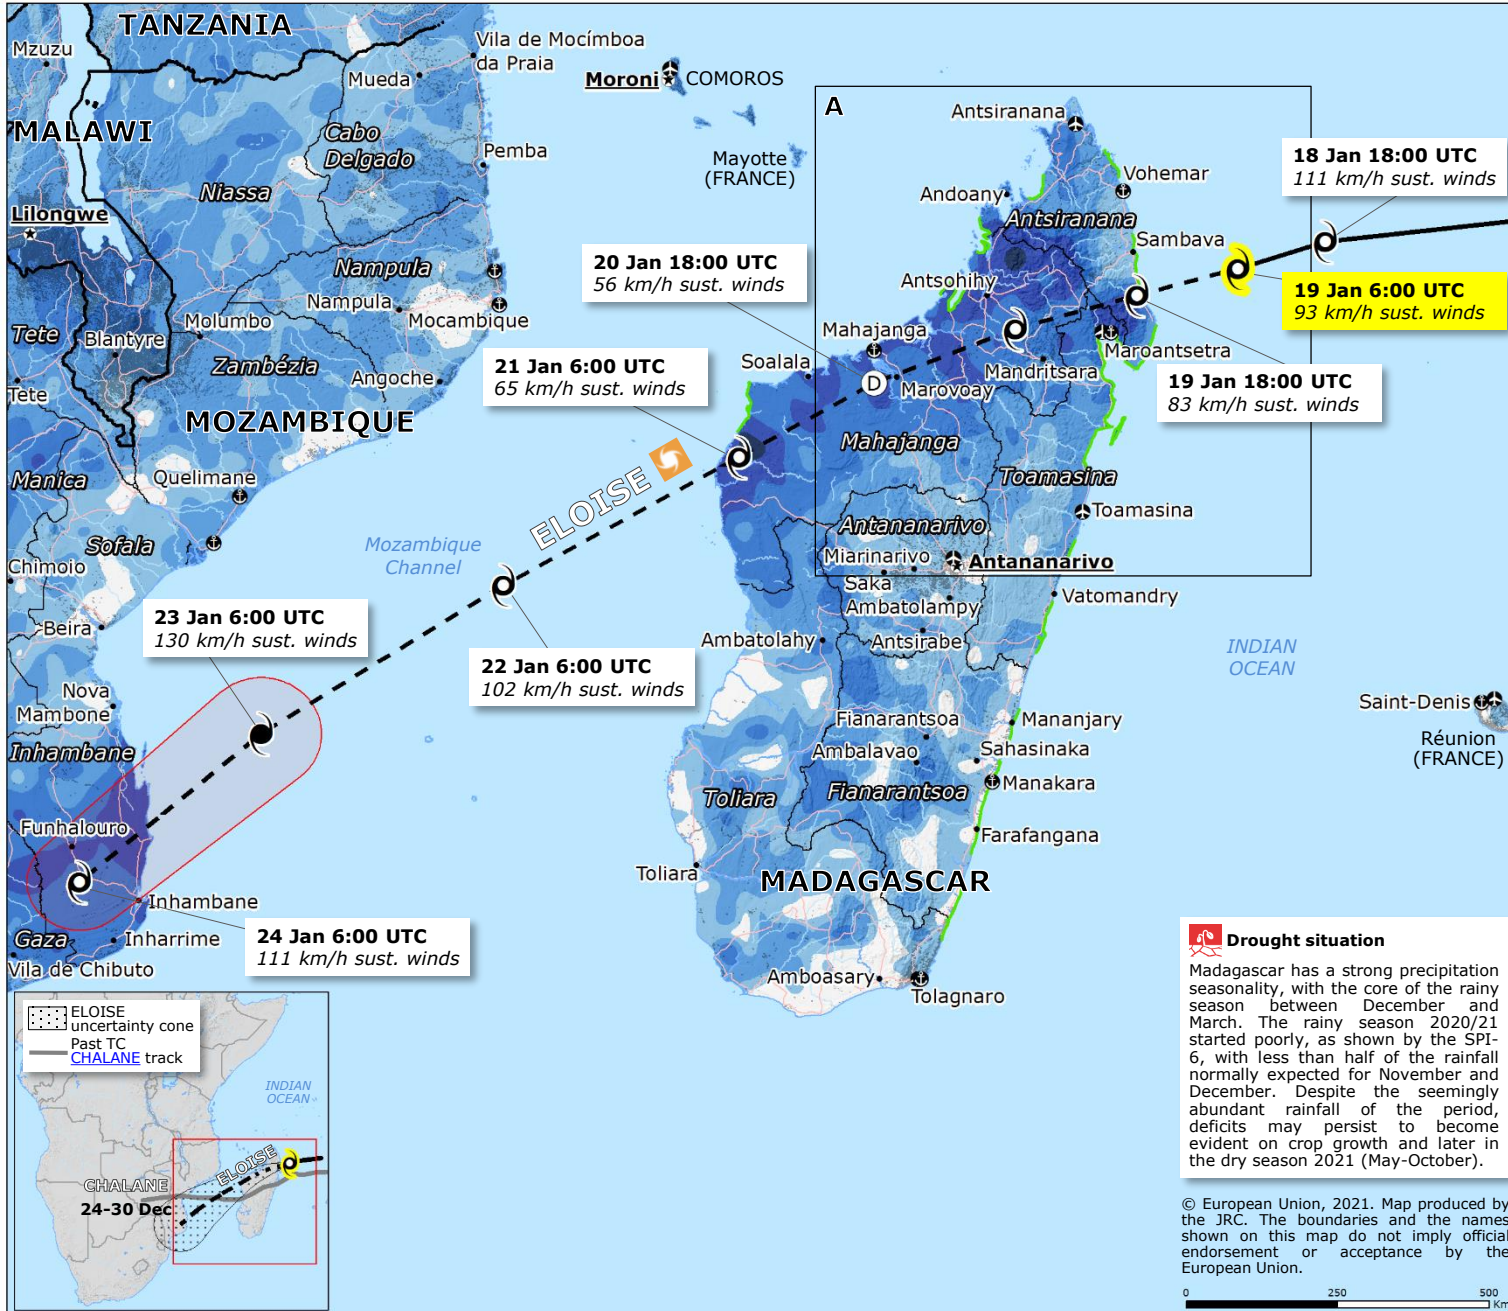 TANZANIA
Mzuzu
Vila de Mocímboa
da Praia
Mueda
Moroni
COMOROS
MALAWI
Cabo
Delgado
Pemba
Niassa
Mayotte
(FRANCE)
Lilongwe
Nampula
Nampula
Mocambique
Tete
Blantyre
Molumbo
Zambézia
Angoche
Tete
MOZAMBIQUE
Manica
Quelimane
Sofala
Chimoio
Beira
Nova
Mambone
Inhambane
Funhalouro
Inhambane
Gaza
Inharrime
Vila de Chibuto
Mozambique
Channel
ELOISE
A
Antsiranana
Vohemar
Andoany
Antsiranana
Sambava
Antsohihy
Mahajanga
Soalala
D
Marovoay
Mandritsara
Maroantsetra
Mahajanga
Toamasina
Toamasina
Antananarivo
Miarinarivo
Antananarivo
Saka
Ambatolampy
Vatomandry
Ambatolahy
Antsirabe
Fianarantsoa
Mananjary
Ambalavao
Sahasinaka
Toliara
Fianarantsoa
Manakara
Farafangana
Toliara
MADAGASCAR
Amboasary
Tolagnaro
INDIAN
OCEAN
Saint-Denis
Réunion
(FRANCE)
18 Jan 18:00 UTC
111 km/h sust. winds
19 Jan 6:00 UTC
93 km/h sust. winds
19 Jan 18:00 UTC
83 km/h sust. winds
20 Jan 18:00 UTC
56 km/h sust. winds
21 Jan 6:00 UTC
65 km/h sust. winds
22 Jan 6:00 UTC
102 km/h sust. winds
23 Jan 6:00 UTC
130 km/h sust. winds
24 Jan 6:00 UTC
111 km/h sust. winds
ELOISE
uncertainty cone
Past TC
CHALANE track
INDIAN
OCEAN
ELOISE
CHALANE
24-30 Dec
Drought situation
Madagascar has a strong precipitation
seasonality, with the core of the rainy
season between December and
March. The rainy season 2020/21
started poorly, as shown by the SPI-
6, with less than half of the rainfall
normally expected for November and
December. Despite the seemingly
abundant rainfall of the period,
deficits may persist to become
evident on crop growth and later in
the dry season 2021 (May-October).
© European Union, 2021. Map produced by
the JRC. The boundaries and the names
shown on this map do not imply official
endorsement or acceptance by the
European Union.
0 250 500
Km